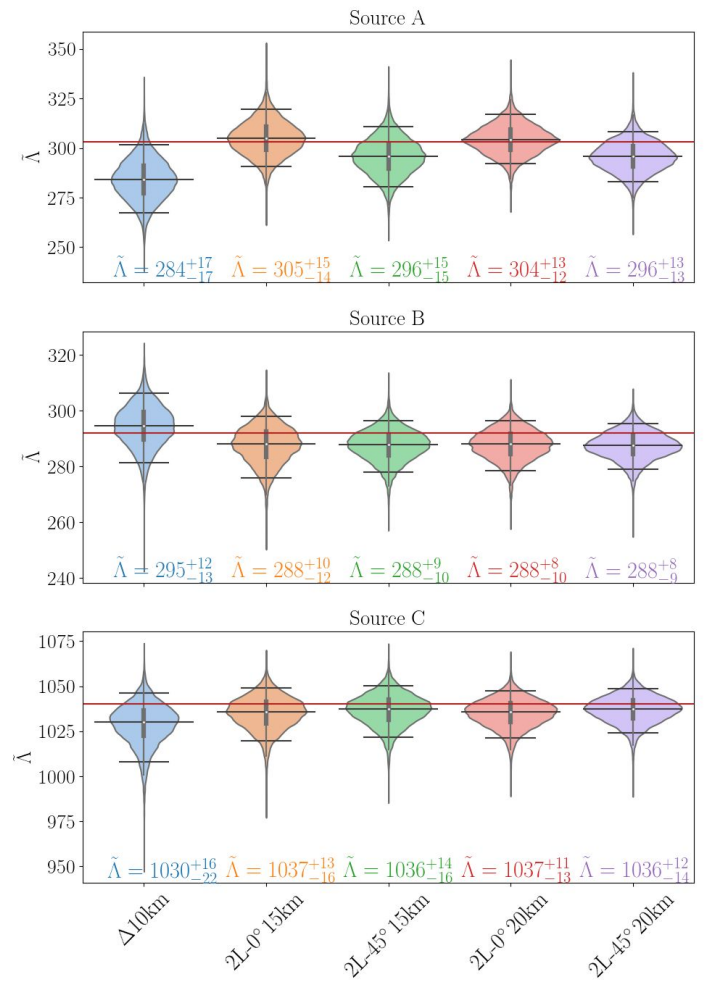 Source A
350
325
300
275
250
Λ̃
Λ̃ = 284+17−17 Λ̃ = 305+15−14 Λ̃ = 296+15−15 Λ̃ = 304+13−12 Λ̃ = 296+13−13
Source B
320
300
280
260
240
Λ̃
Λ̃ = 295+12−13 Λ̃ = 288+10−12 Λ̃ = 288+9−10 Λ̃ = 288+8−10 Λ̃ = 288+8−9
Source C
1075
1050
1025
1000
975
950
Λ̃
Λ̃ = 1030+16−22 Λ̃ = 1037+13−16 Λ̃ = 1036+14−16 Λ̃ = 1037+11−13 Λ̃ = 1036+12−14
Δ10km
2L-0° 15km
2L-45° 15km
2L-0° 20km
2L-45° 20km